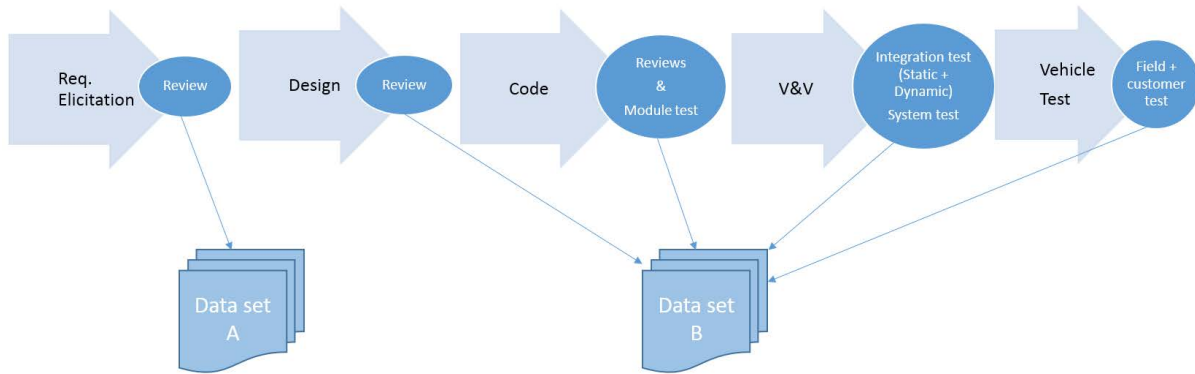 Req.
Elicitation
Review
Design
Review
Code
Reviews
&
Module test
V&V
Integration test
(Static +
Dynamic)
System test
Vehicle
Test
Field +
customer
test
Data set
A
Data set
B